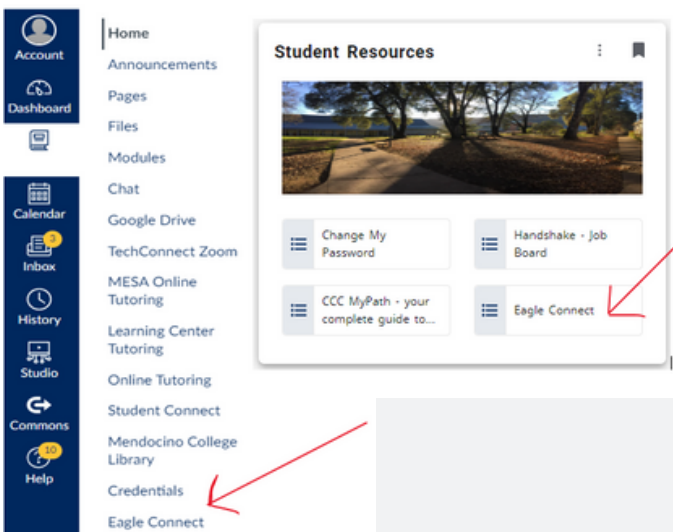 Account
Dashboard
Calendar
3
Inbox
History
Studio
Commons
10
Help
Home
Announcements
Pages
Files
Modules
Chat
Google Drive
TechConnect Zoom
MESA Online
Tutoring
Learning Center
Tutoring
Online Tutoring
Student Connect
Mendocino College
Library
Credentials
Eagle Connect
Student Resources
Change My
Password
Handshake - Job
Board
CCC MyPath - your
complete guide to...
Eagle Connect